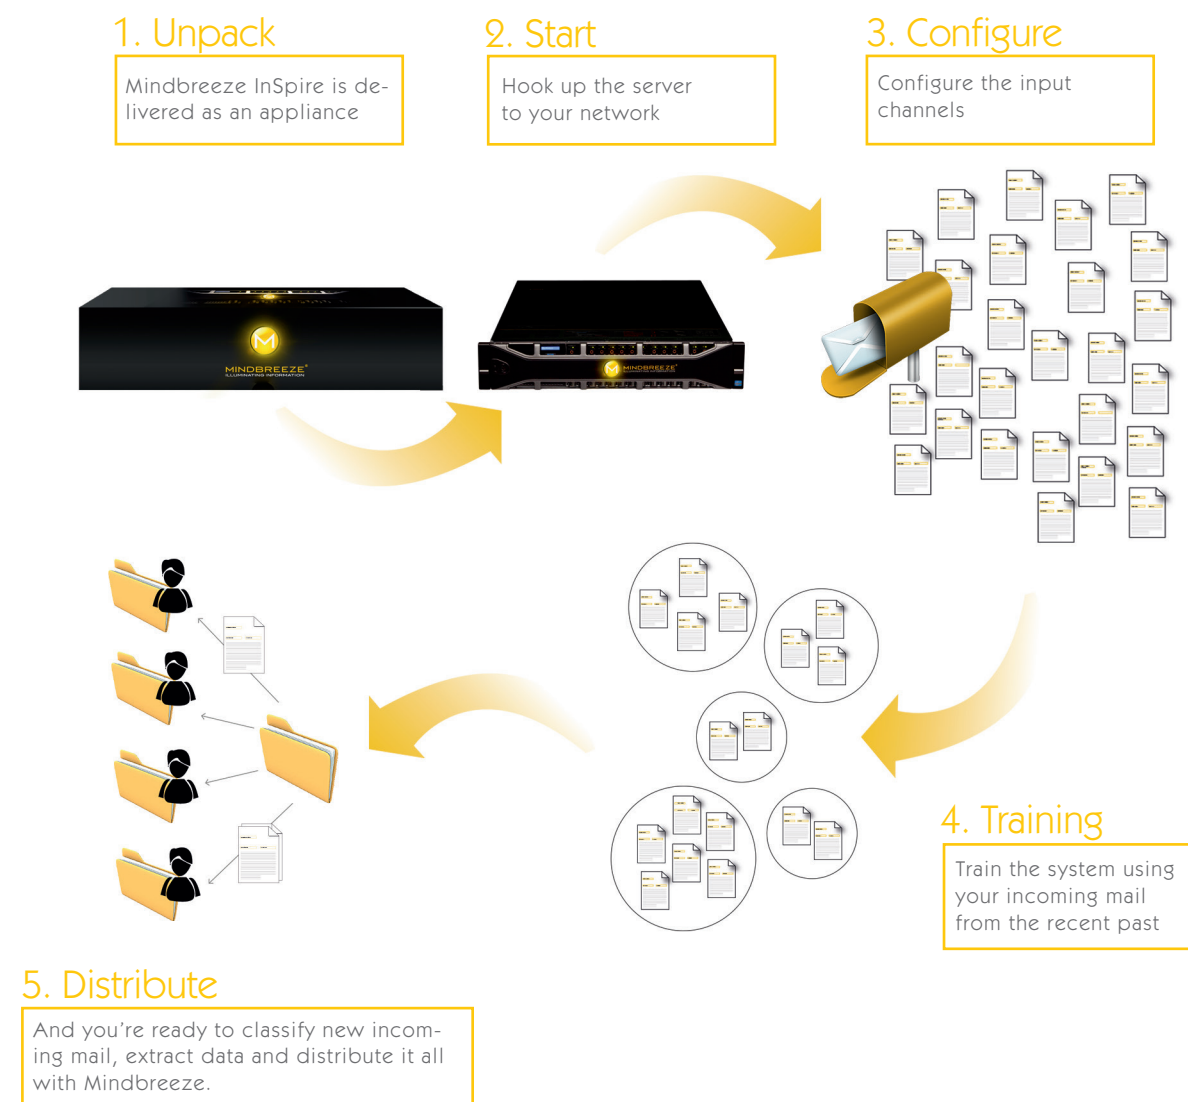 1. Unpack
Mindbreeze InSpire is de-
livered as an appliance
2. Start
Hook up the server
to your network
3. Configure
Configure the input
channels
M
MINDBREEZE®
ILLUMINATING INFORMATION
M
MINDBREEZE®
4. Training
Train the system using
your incoming mail
from the recent past
5. Distribute
And you're ready to classify new incom-
ing mail, extract data and distribute it all
with Mindbreeze.